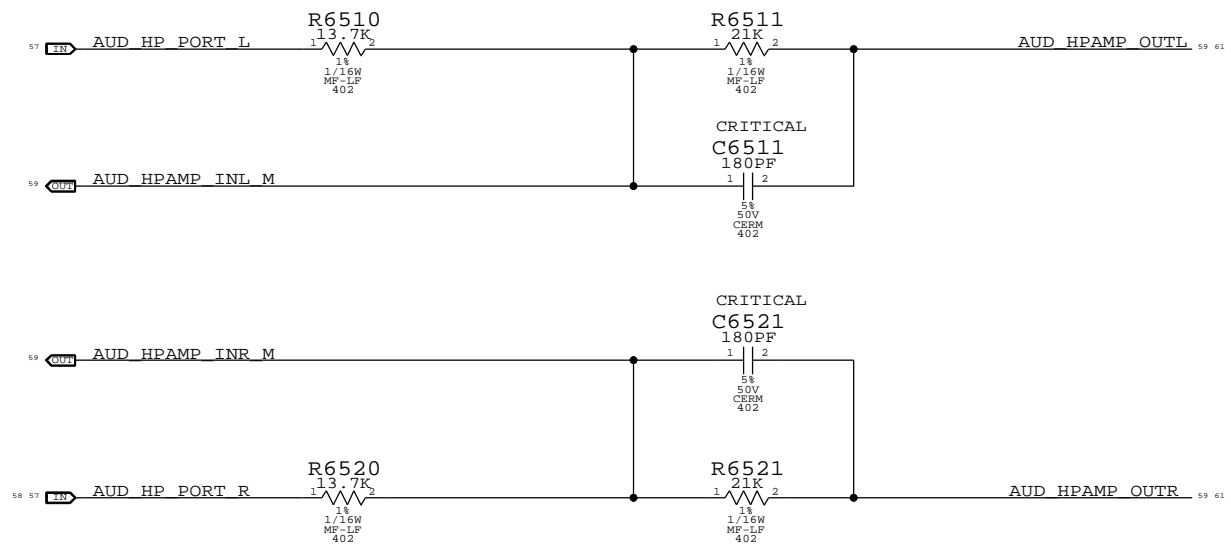 R6510
13.7K
57 IN AUD_HP_PORT_L 1 2
1%
1/16W
MF-LF
402
R6511
21K
1 2 AUD_HPAMP_OUTL 59 61
1%
1/16W
MF-LF
402
CRITICAL
C6511
180PF
59 OUT AUD_HPAMP_INL_M 1 2
5%
50V
CERM
402
CRITICAL
C6521
180PF
59 OUT AUD_HPAMP_INR_M 1 2
5%
50V
CERM
402
R6520
13.7K
58 57 IN AUD_HP_PORT_R 1 2
1%
1/16W
MF-LF
402
R6521
21K
1 2 AUD_HPAMP_OUTR 59 61
1%
1/16W
MF-LF
402